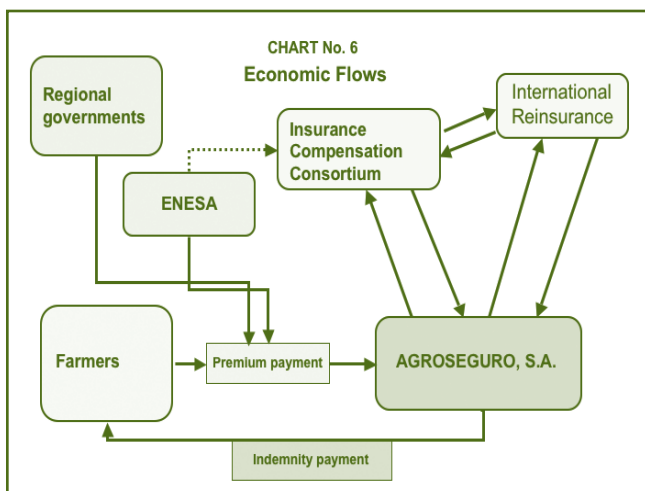 CHART No. 6
Economic Flows
Regional
governments
International
Reinsurance
Insurance
Compensation
Consortium
ENESA
Farmers
Premium payment
AGROSEGURO, S.A.
Indemnity payment